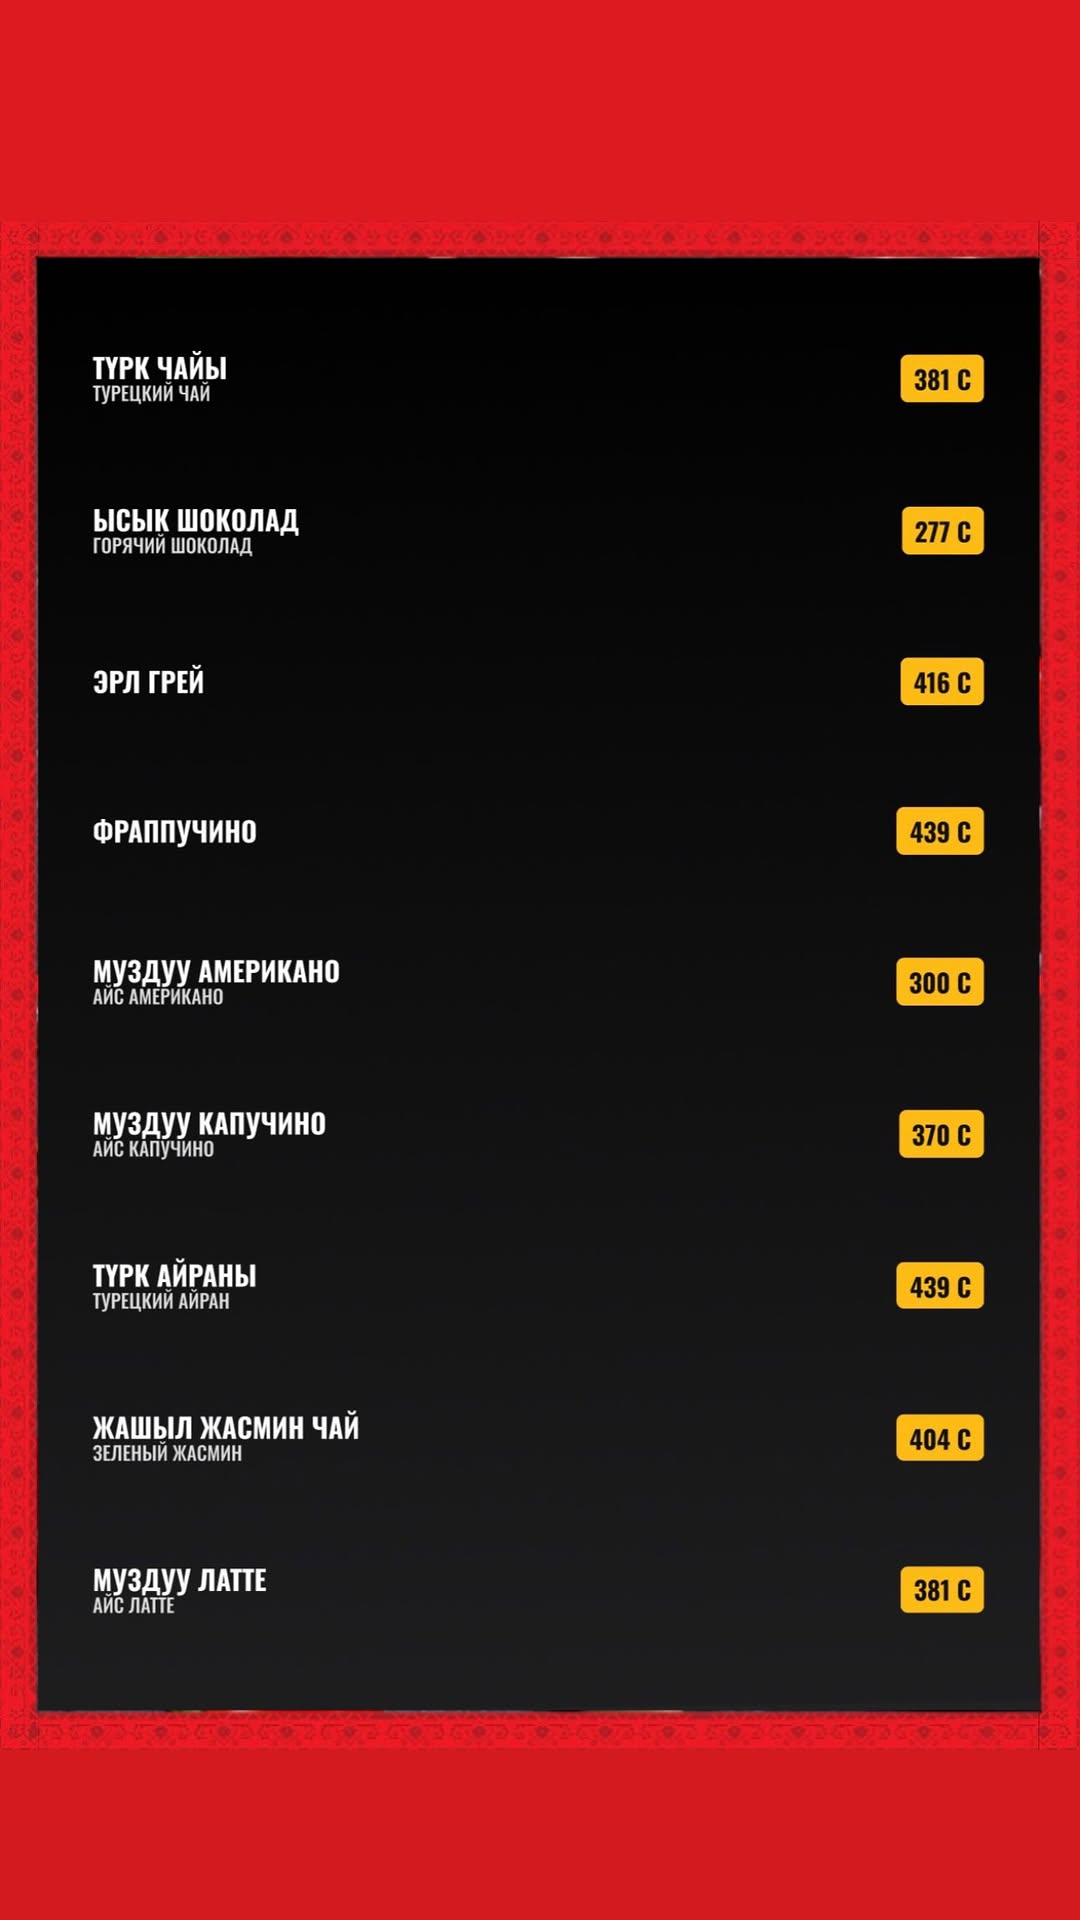 ТҮРК ЧАЙЫ
ТУРЕЦКИЙ ЧАЙ
381 С
ЫСЫК ШОКОЛАД
ГОРЯЧИЙ ШОКОЛАД
277 С
ЭРЛ ГРЕЙ
416 С
ФРАППУЧИНО
439 С
МУЗДУУ АМЕРИКАНО
АЙС АМЕРИКАНО
300 С
МУЗДУУ КАПУЧИНО
АЙС КАПУЧИНО
370 С
ТҮРК АЙРАНЫ
ТУРЕЦКИЙ АЙРАН
439 С
ЖАШЫЛ ЖАСМИН ЧАЙ
ЗЕЛЕНЫЙ ЖАСМИН
404 С
МУЗДУУ ЛАТТЕ
АЙС ЛАТТЕ
381 С